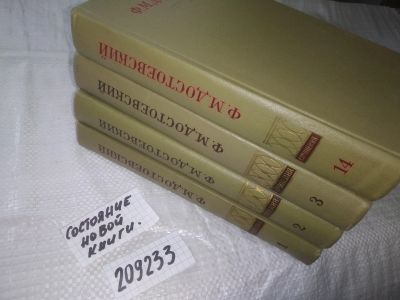 Ф. М. Д
Ф. М. ДОСТОЕВСКИЙ
14
Ф. М. ДОСТОЕВСКИЙ
3
Ф. М. ДОСТОЕВСКИЙ
2
Ф. М. ДОСТОЕВСКИЙ
1
СОСТОЯНИЕ
НОВОЙ
КНИГИ.
209233